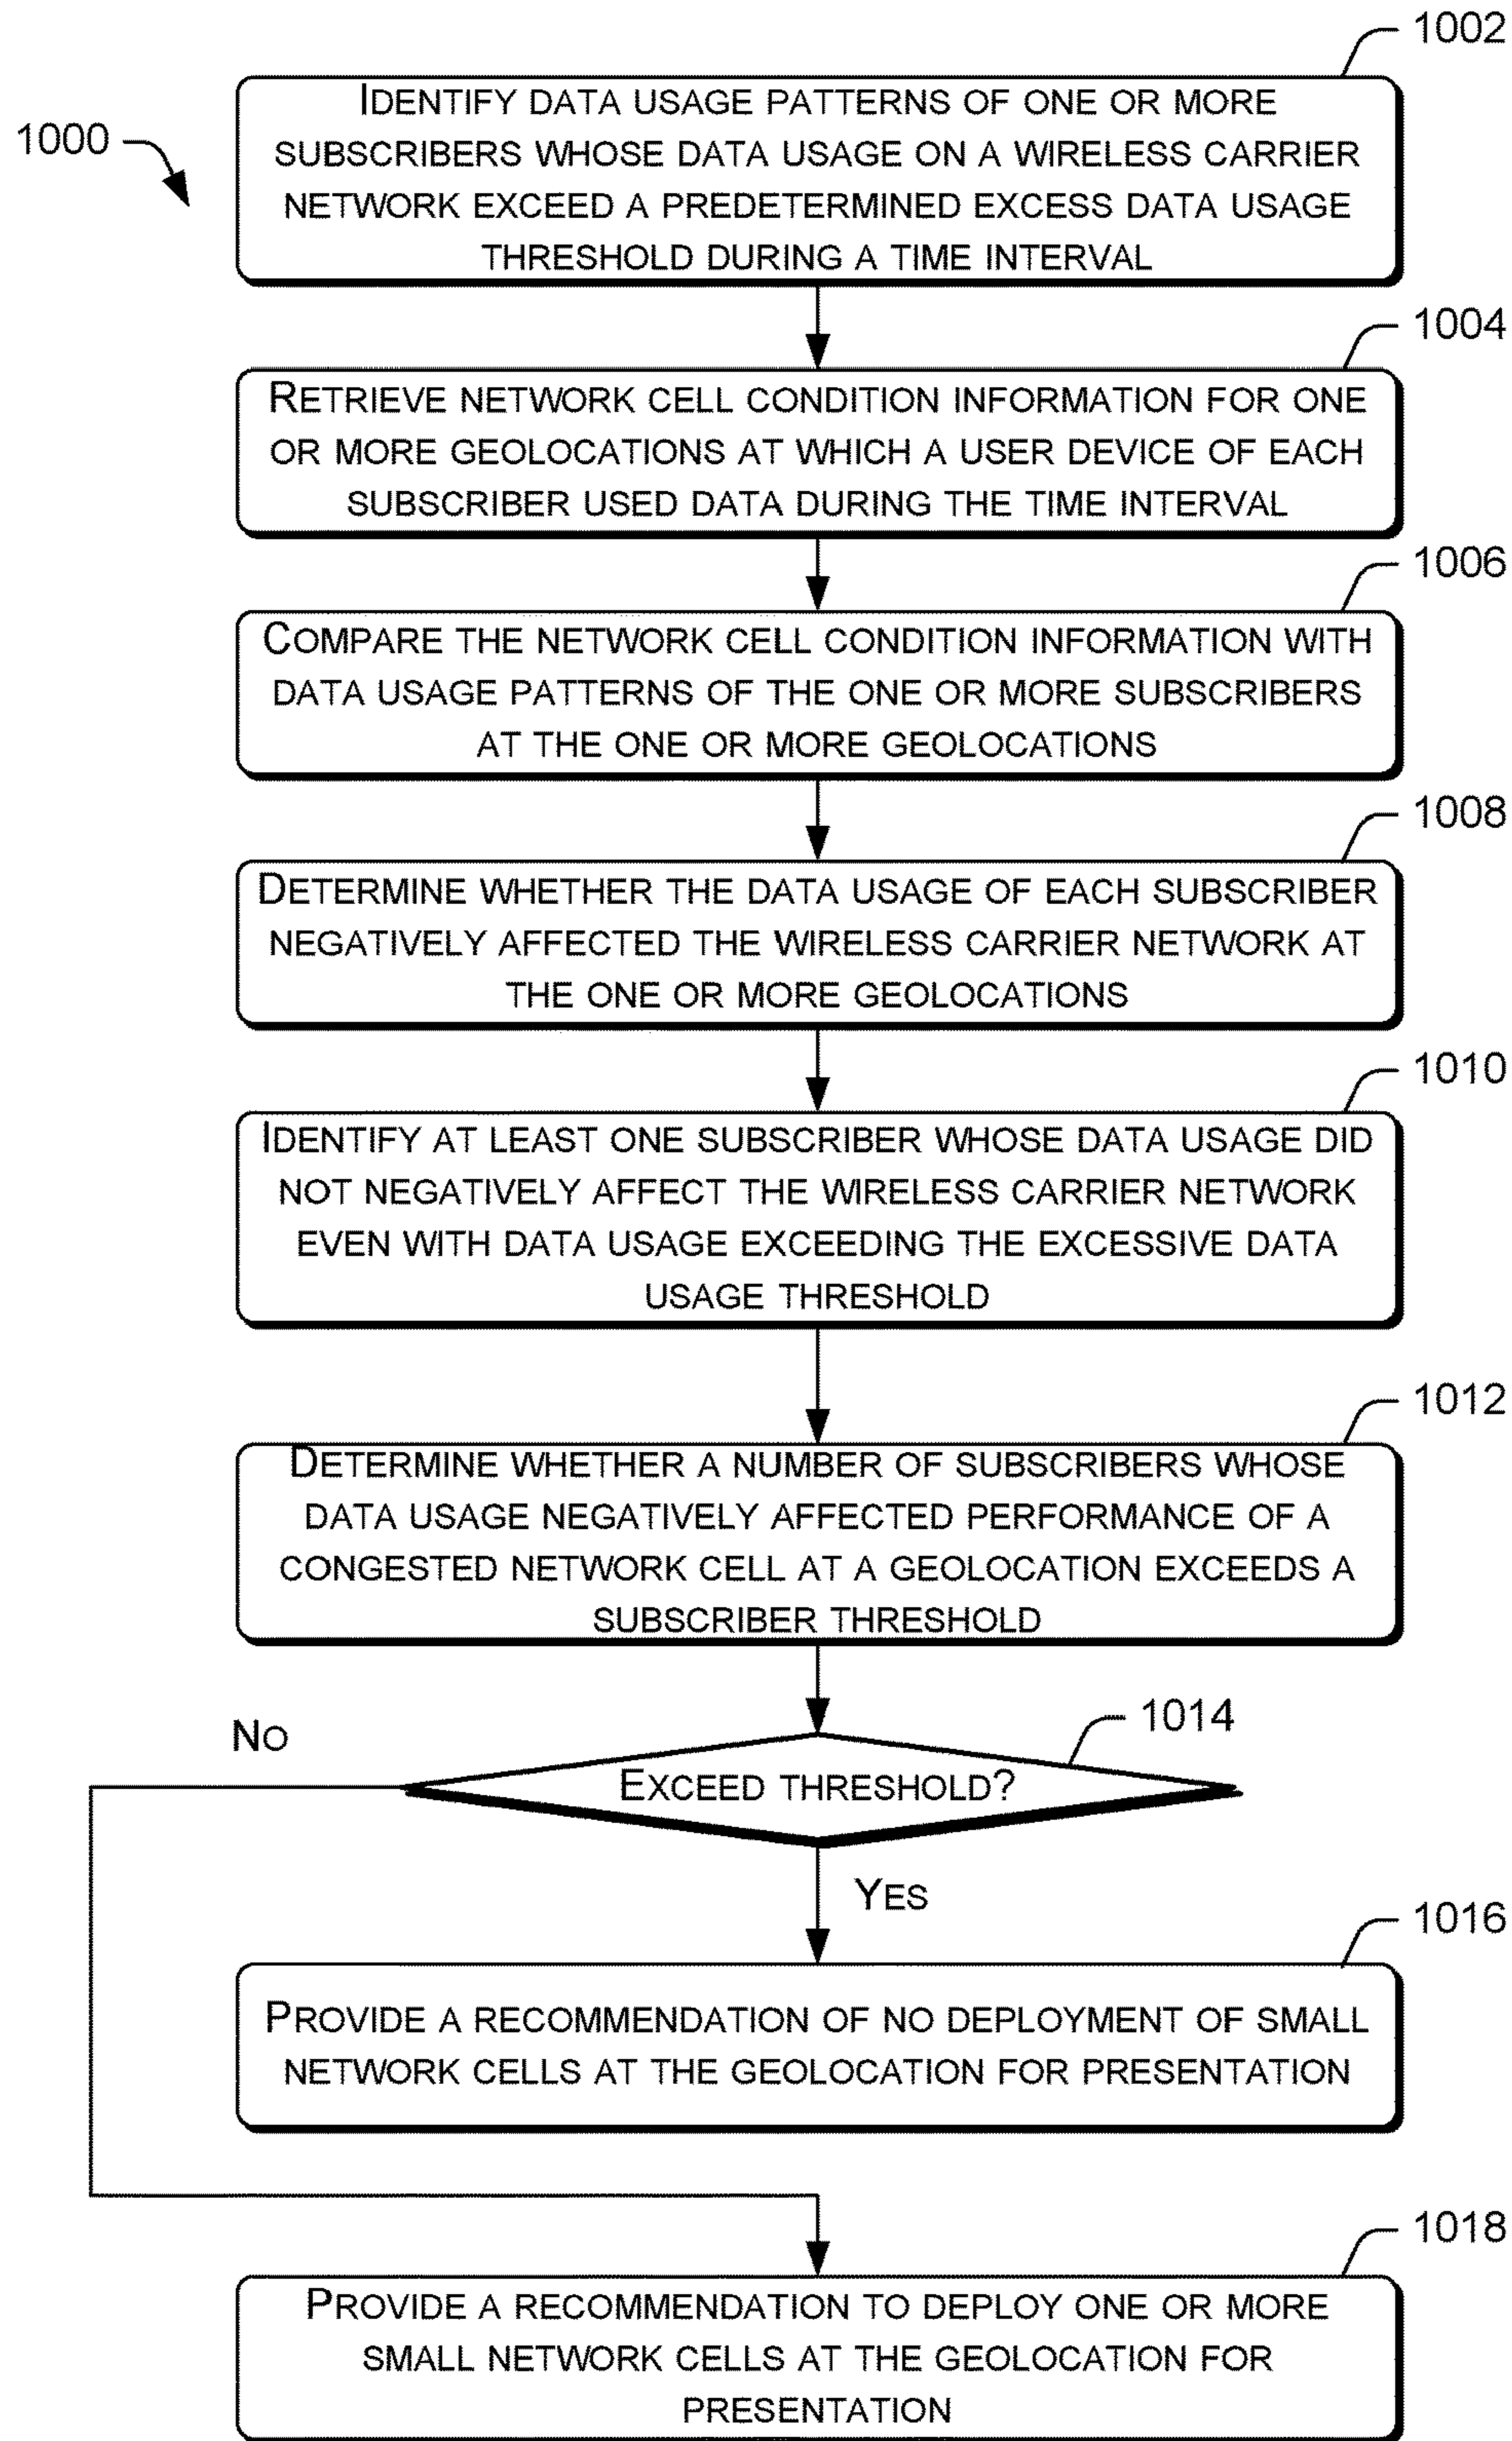 1002
IDENTIFY DATA USAGE PATTERNS OF ONE OR MORE
SUBSCRIBERS WHOSE DATA USAGE ON A WIRELESS CARRIER
NETWORK EXCEED A PREDETERMINED EXCESS DATA USAGE
THRESHOLD DURING A TIME INTERVAL
1000
1004
RETRIEVE NETWORK CELL CONDITION INFORMATION FOR ONE
OR MORE GEOLOCATIONS AT WHICH A USER DEVICE OF EACH
SUBSCRIBER USED DATA DURING THE TIME INTERVAL
1006
COMPARE THE NETWORK CELL CONDITION INFORMATION WITH
DATA USAGE PATTERNS OF THE ONE OR MORE SUBSCRIBERS
AT THE ONE OR MORE GEOLOCATIONS
1008
DETERMINE WHETHER THE DATA USAGE OF EACH SUBSCRIBER
NEGATIVELY AFFECTED THE WIRELESS CARRIER NETWORK AT
THE ONE OR MORE GEOLOCATIONS
1010
IDENTIFY AT LEAST ONE SUBSCRIBER WHOSE DATA USAGE DID
NOT NEGATIVELY AFFECT THE WIRELESS CARRIER NETWORK
EVEN WITH DATA USAGE EXCEEDING THE EXCESSIVE DATA
USAGE THRESHOLD
1012
DETERMINE WHETHER A NUMBER OF SUBSCRIBERS WHOSE
DATA USAGE NEGATIVELY AFFECTED PERFORMANCE OF A
CONGESTED NETWORK CELL AT A GEOLOCATION EXCEEDS A
SUBSCRIBER THRESHOLD
1014
NO
EXCEED THRESHOLD?
YES
1016
PROVIDE A RECOMMENDATION OF NO DEPLOYMENT OF SMALL
NETWORK CELLS AT THE GEOLOCATION FOR PRESENTATION
1018
PROVIDE A RECOMMENDATION TO DEPLOY ONE OR MORE
SMALL NETWORK CELLS AT THE GEOLOCATION FOR
PRESENTATION